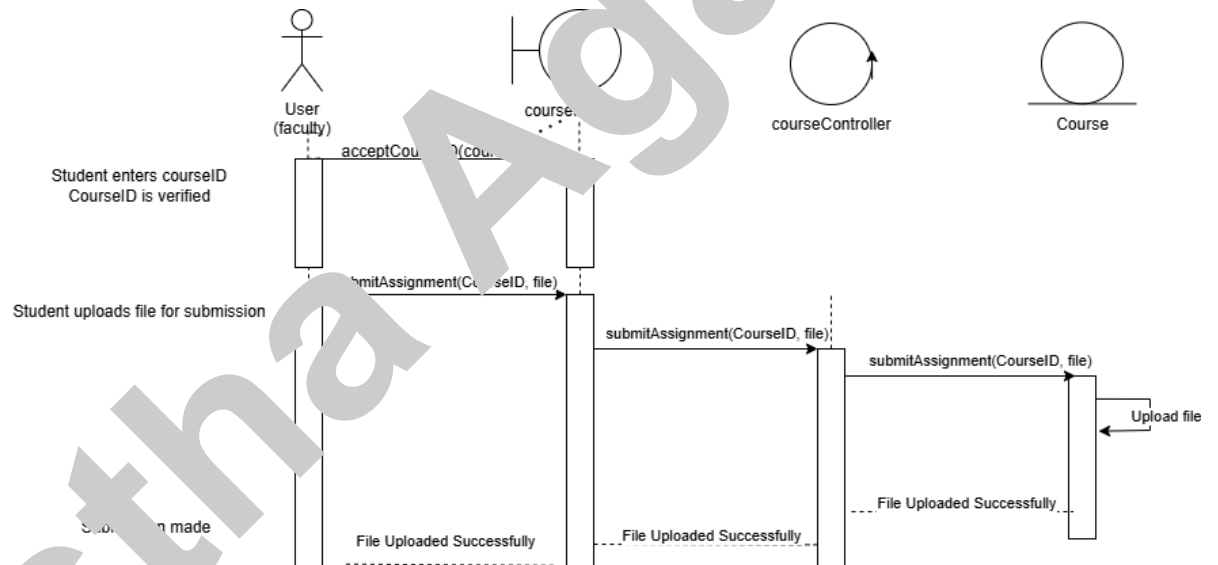 User
(faculty)
courseController
Course
Student enters courseID
CourseID is verified
Student uploads file for submission
submitAssignment(CourseID, file)
submitAssignment(CourseID, file)
Upload file
File Uploaded Successfully
made
File Uploaded Successfully
File Uploaded Successfully